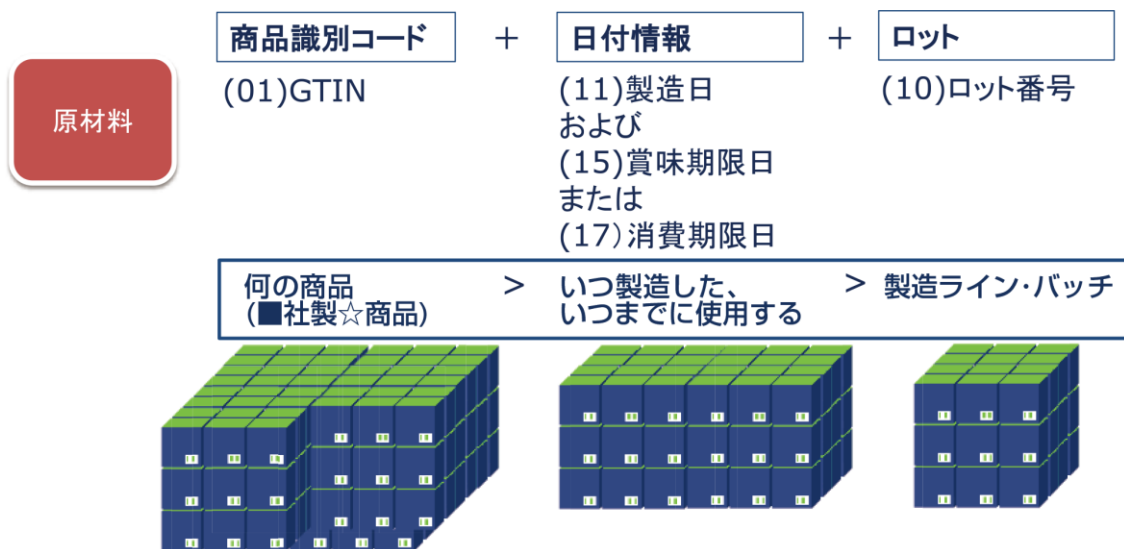 原材料
商品識別コード + 日付情報 + ロット
(01)GTIN
(11)製造日
および
(15)賞味期限日
または
(17)消費期限日
(10)ロット番号
何の商品
(■社製☆商品)
>
いつ製造した、
いつまでに使用する
>
製造ライン・バッチ